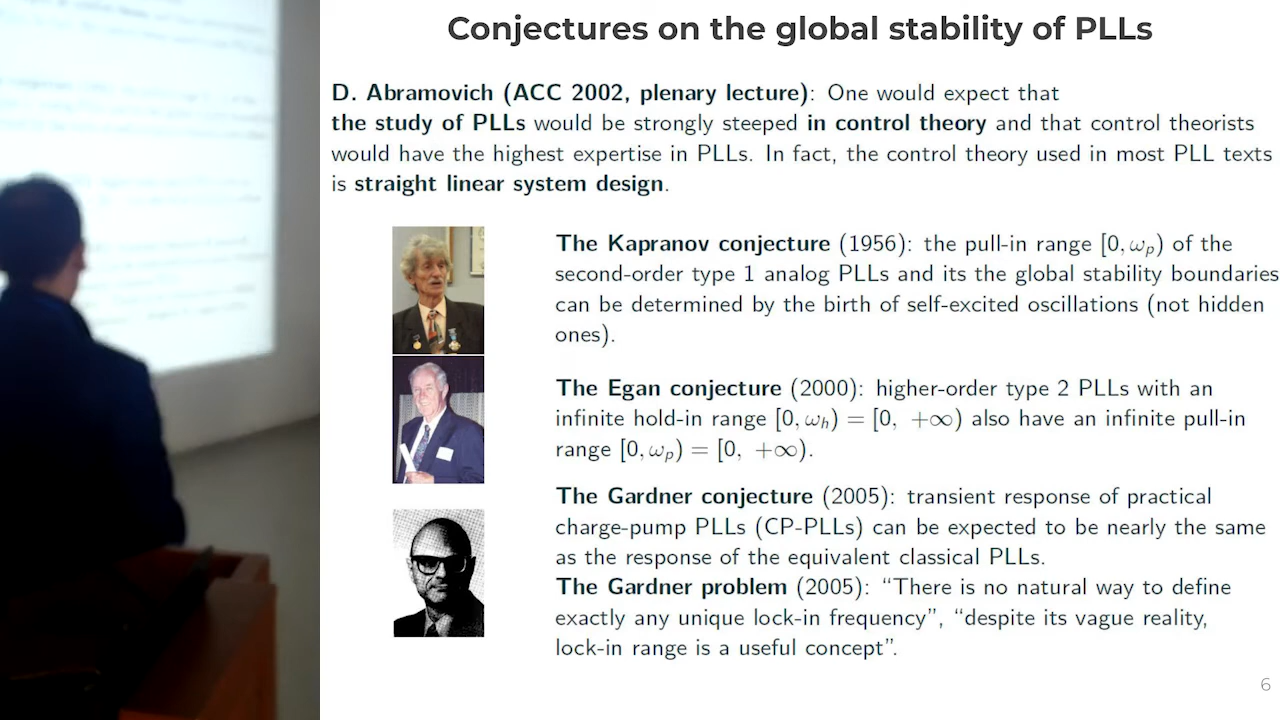 Conjectures on the global stability of PLLs
D. Abramovich (ACC 2002, plenary lecture): One would expect that
the study of PLLs would be strongly steeped in control theory and that control theorists
would have the highest expertise in PLLs. In fact, the control theory used in most PLL texts
is straight linear system design.
The Kapranov conjecture (1956): the pull-in range [0, ωp) of the
second-order type 1 analog PLLs and its the global stability boundaries
can be determined by the birth of self-excited oscillations (not hidden
ones).
The Egan conjecture (2000): higher-order type 2 PLLs with an
infinite hold-in range [0, ωh) = [0, +∞) also have an infinite pull-in
range [0, ωp) = [0, +∞).
The Gardner conjecture (2005): transient response of practical
charge-pump PLLs (CP-PLLs) can be expected to be nearly the same
as the response of the equivalent classical PLLs.
The Gardner problem (2005): “There is no natural way to define
exactly any unique lock-in frequency”, “despite its vague reality,
lock-in range is a useful concept”.
6